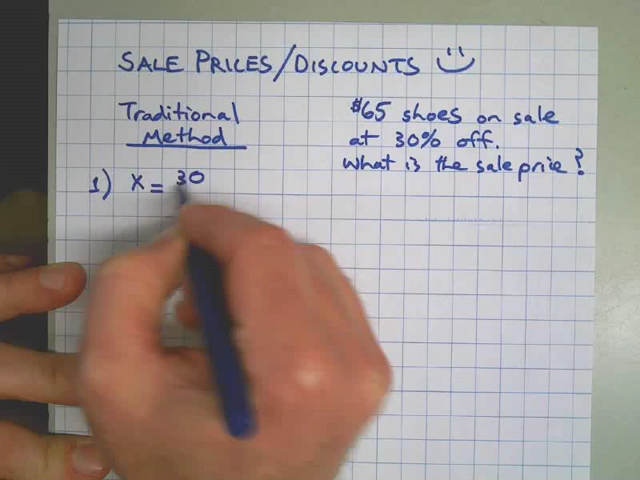 SALE PRICES/DISCOUNTS
Traditional
Method
1) x = 30
$65 shoes on sale
at 30% off.
What is the sale price?